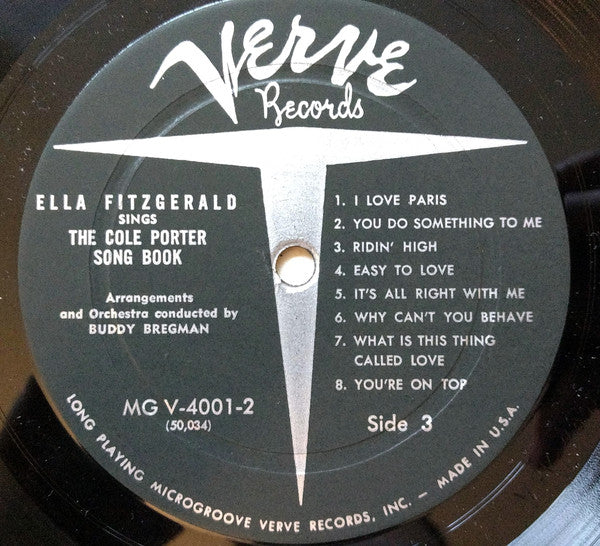 Verve
Records
ELLA FITZGERALD
SINGS
THE COLE PORTER
SONG BOOK
Arrangements
and Orchestra conducted by
BUDDY BREGMAN
MG V-4001-2
(50,034)
1. I LOVE PARIS
2. YOU DO SOMETHING TO ME
3. RIDIN' HIGH
4. EASY TO LOVE
5. IT'S ALL RIGHT WITH ME
6. WHY CAN'T YOU BEHAVE
7. WHAT IS THIS THING
CALLED LOVE
8. YOU'RE ON TOP
Side 3
LONG PLAYING MICROGROOVE VERVE RECORDS, INC. – MADE IN U.S.A.